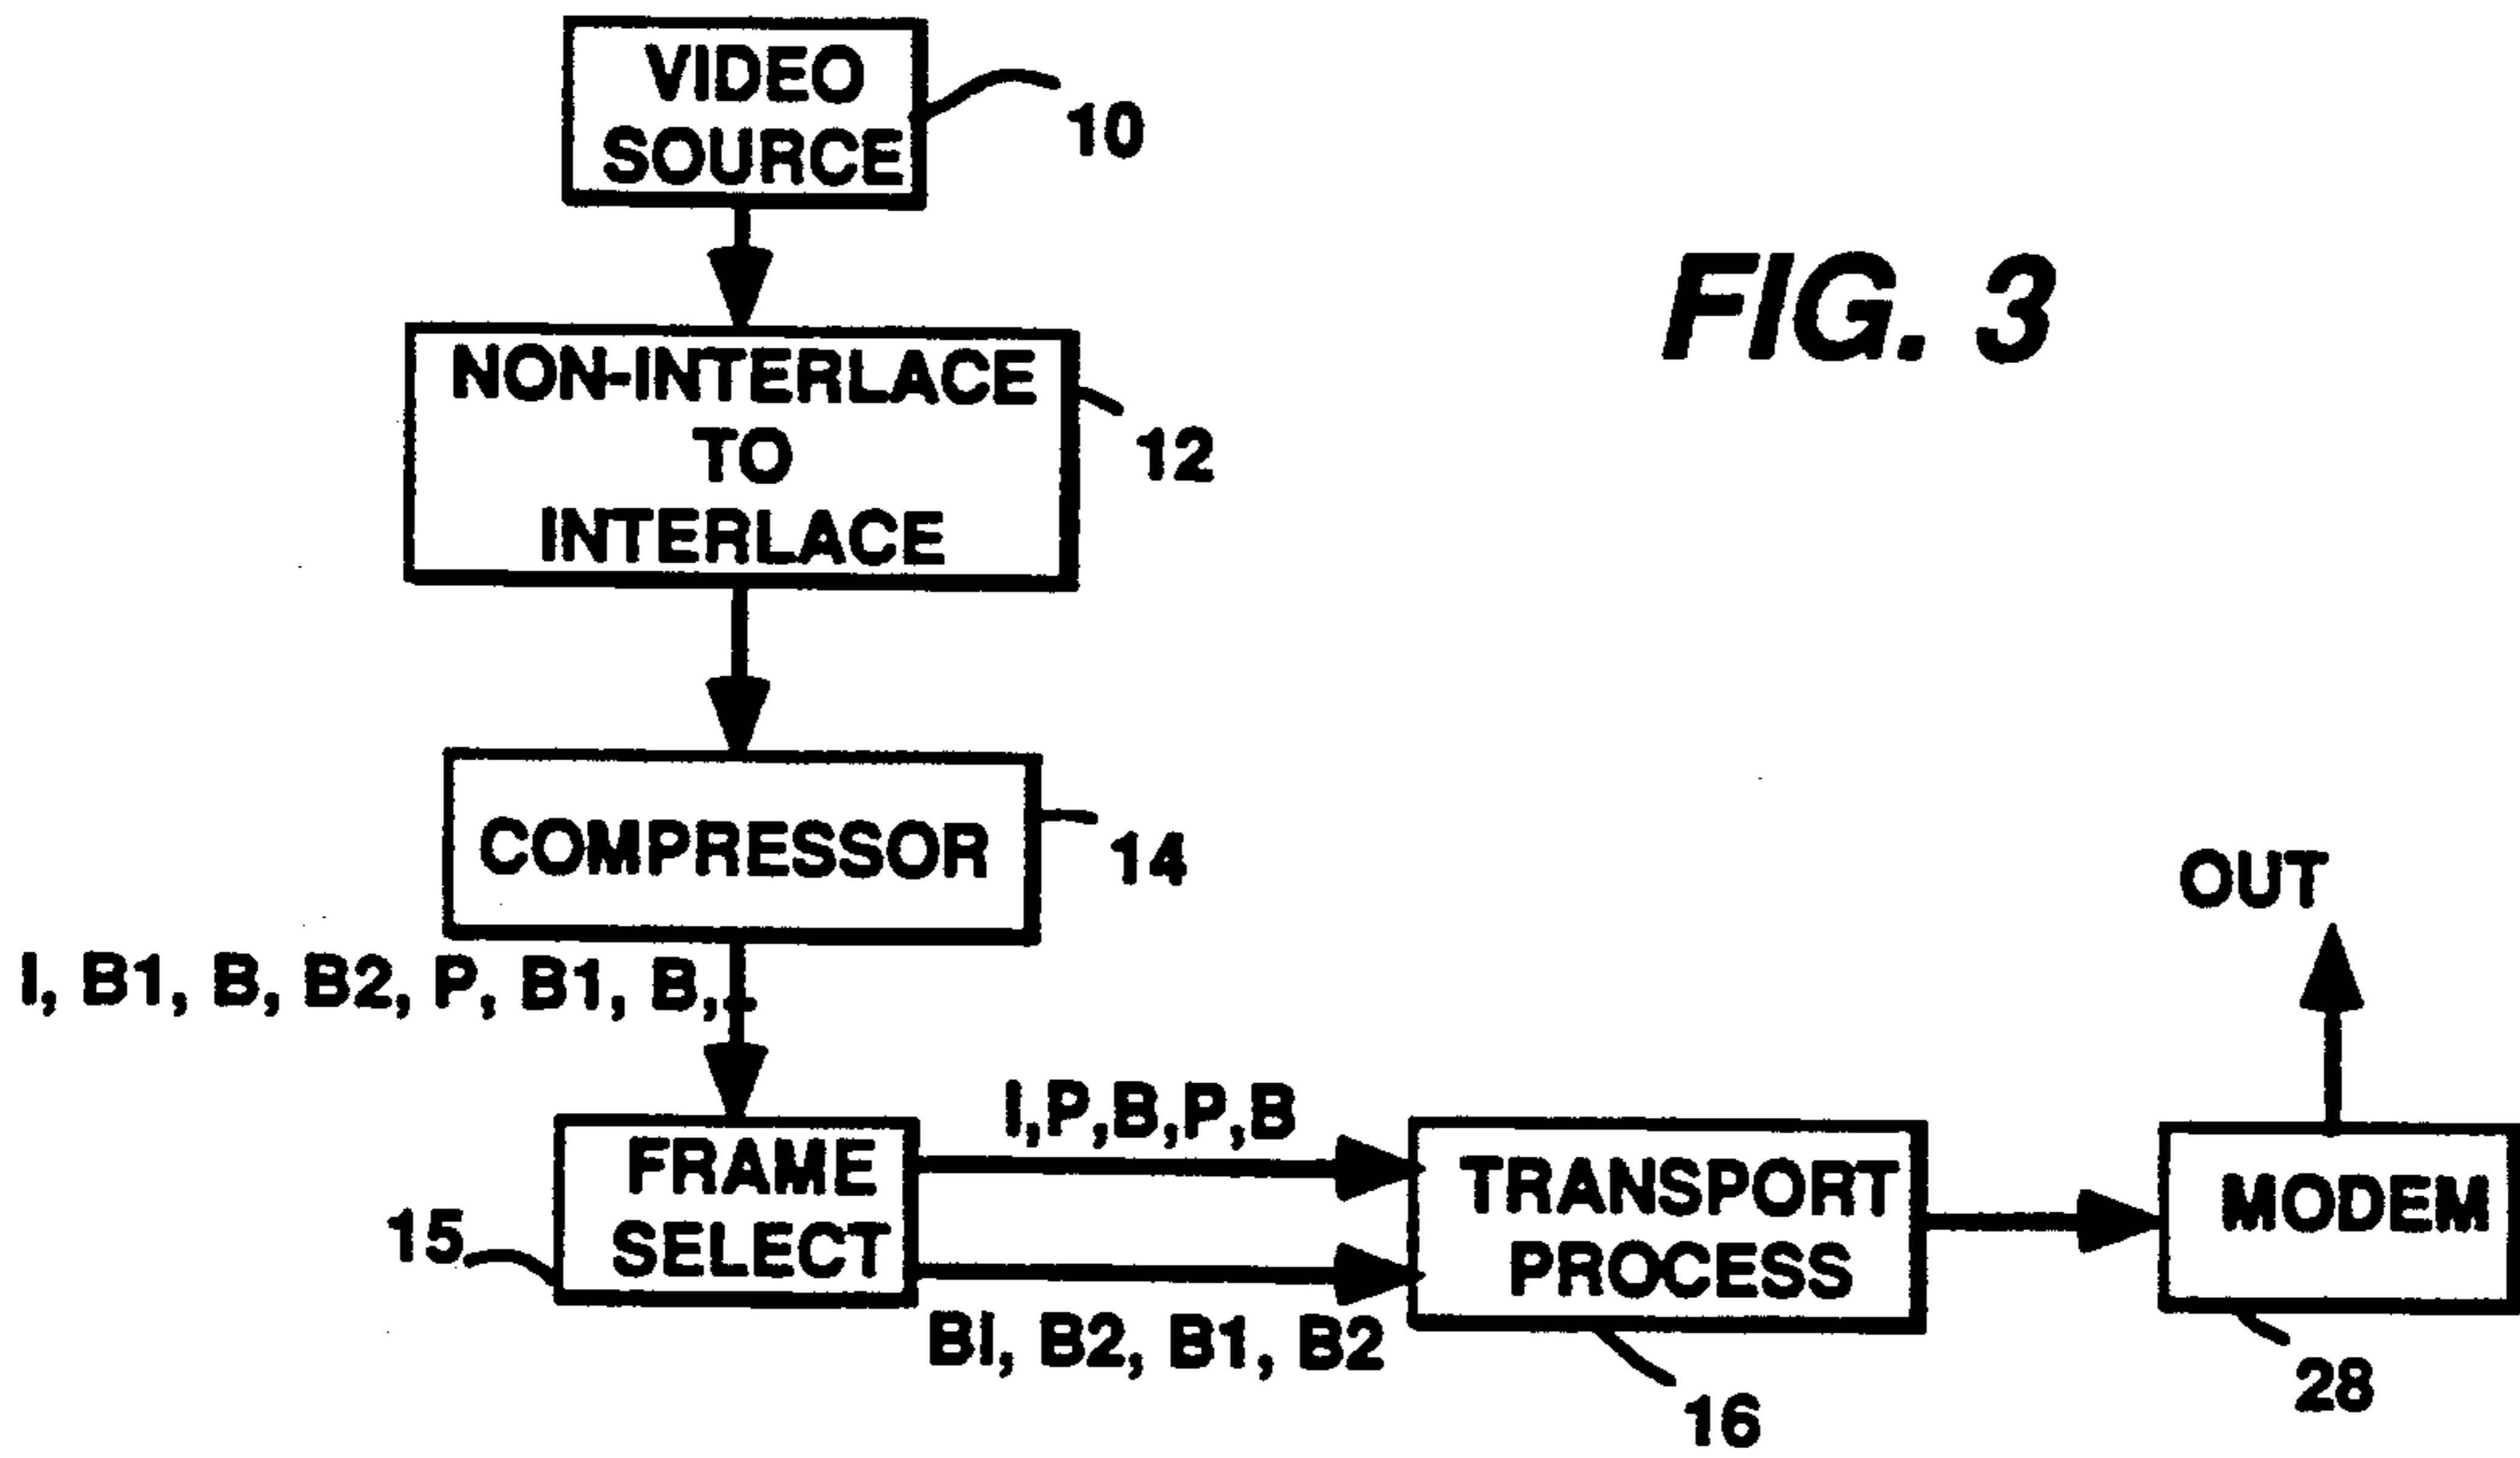 VIDEO
SOURCE
10
FIG. 3
NON-INTERLACE
TO
INTERLACE
12
COMPRESSOR
14
OUT
I, B1, B, B2, P, B1, B,..
I,P,B,P,B
FRAME
SELECT
15
TRANSPORT
PROCESS
MODEM
BI, B2, B1, B2
16
28